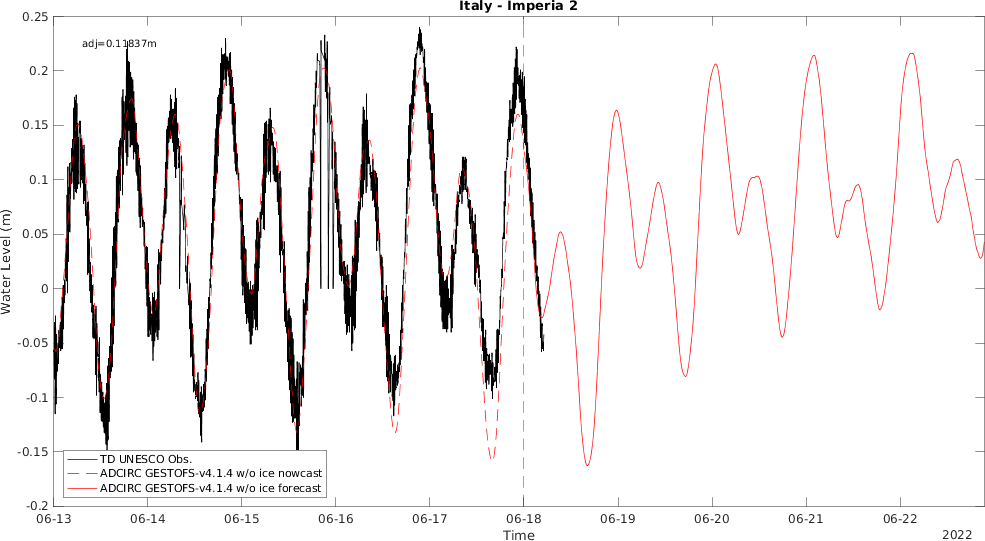 Italy - Imperia 2
adj=0.11837m
Water Level (m)
0.25
0.2
0.15
0.1
0.05
0
-0.05
-0.1
-0.15
-0.2
TD UNESCO Obs.
ADCIRC GESTOFS-v4.1.4 w/o ice nowcast
ADCIRC GESTOFS-v4.1.4 w/o ice forecast
06-13 06-14 06-15 06-16 06-17 06-18 06-19 06-20 06-21 06-22
Time
2022